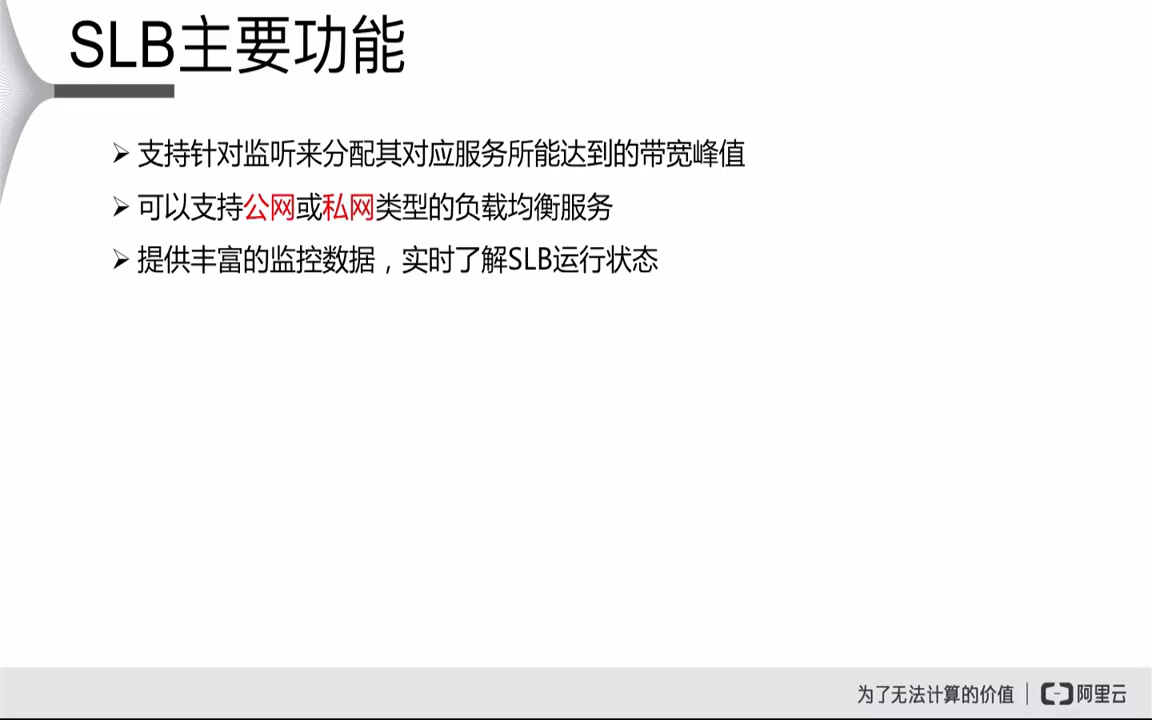 SLB主要功能
支持针对监听来分配其对应服务所能达到的带宽峰值
可以支持公网或私网类型的负载均衡服务
提供丰富的监控数据，实时了解SLB运行状态
为了无法计算的价值 | 阿里云